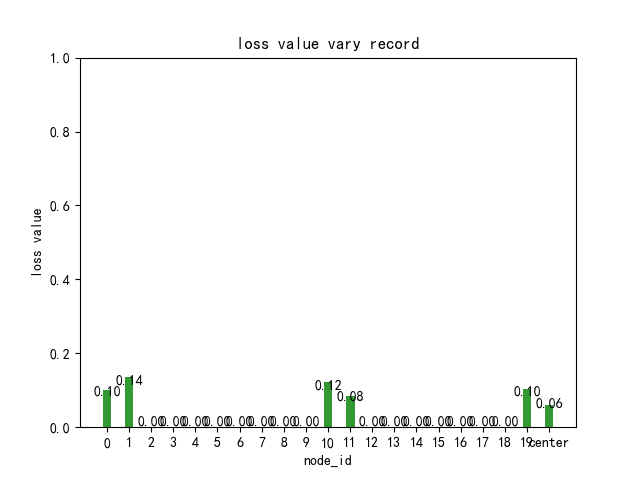 loss value vary record
loss value
1.0
0.8
0.6
0.4
0.2
0.0
0.10 0.14 0.00 0.00 0.00 0.00 0.00 0.00 0.00 0.00 0.12 0.08 0.00 0.00 0.00 0.00 0.00 0.00 0.00 0.10 0.06
0 1 2 3 4 5 6 7 8 9 10 11 12 13 14 15 16 17 18 19 center
node_id